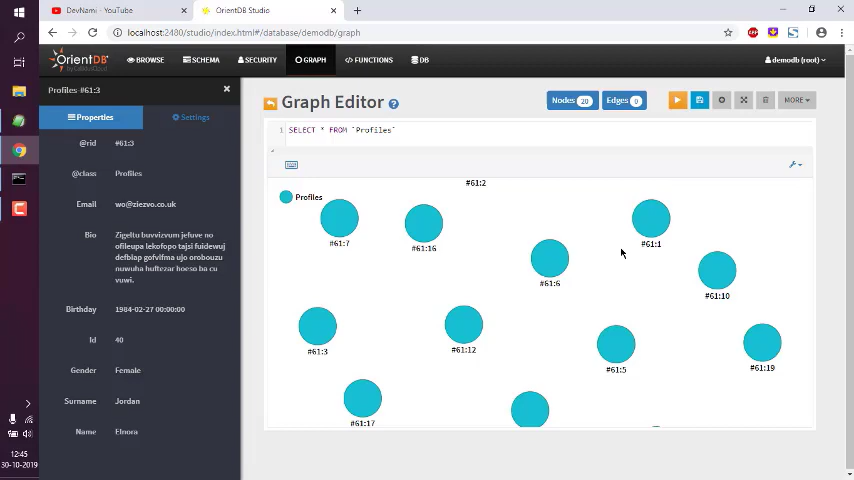 DevNami - YouTube
OrientDB Studio
localhost:2480/studio/index.html#/database/demodb/graph
OrientDB
BROWSE
SCHEMA
SECURITY
GRAPH
FUNCTIONS
DB
demodb (root)
Profiles-#61:3
Properties
Settings
@rid #61:3
@class Profiles
Email wo@ziezvo.co.uk
Bio Zigeltu buvvizvum jefuve no
ofileupa lekofopo tajsi fuidewuj
defbiap gofvifma ujo orobouzu
nuwuha huftezar hoeso ba cu
vuwi.
Birthday 1984-02-27 00:00:00
Id 40
Gender Female
Surname Jordan
Name Elnora
Graph Editor
Nodes 20
Edges 0
MORE
1 SELECT * FROM `Profiles`
Profiles
#61:2
#61:7
#61:16
#61:1
#61:6
#61:10
#61:3
#61:12
#61:5
#61:19
#61:17
12:45
30-10-2019